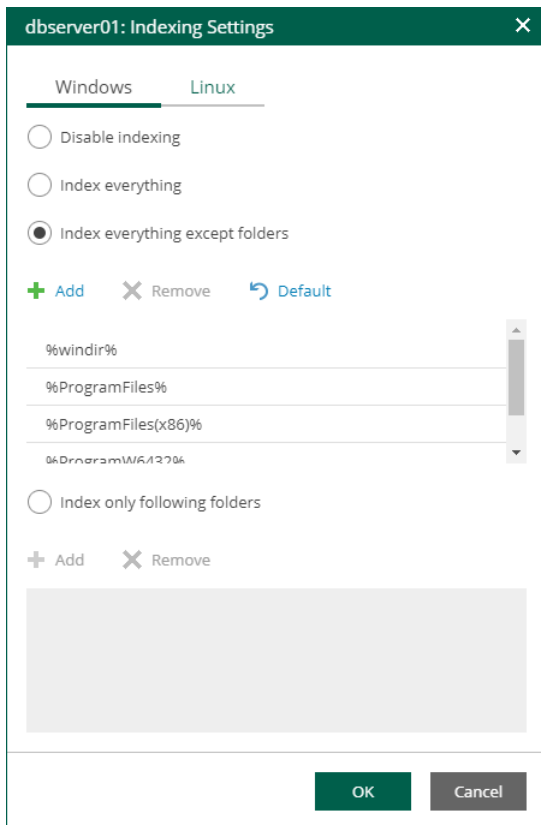 dbserver01: Indexing Settings
Windows Linux
Disable indexing
Index everything
Index everything except folders
Add Remove Default
%windir%
%ProgramFiles%
%ProgramFiles(x86)%
%ProgramW6432%
Index only following folders
Add Remove
OK Cancel